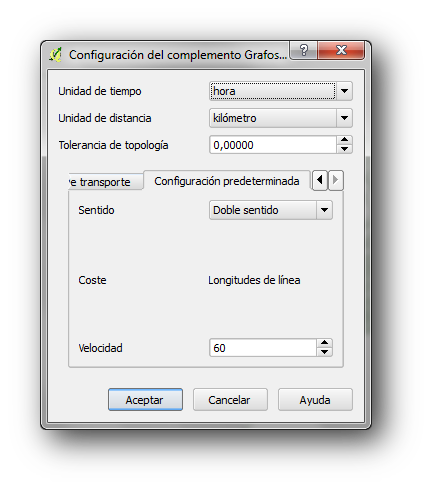 Configuración del complemento Grafos...
Unidad de tiempo hora
Unidad de distancia kilómetro
Tolerancia de topología 0,00000
transporte Configuración predeterminada
Sentido Doble sentido
Coste Longitudes de línea
Velocidad 60
Aceptar Cancelar Ayuda